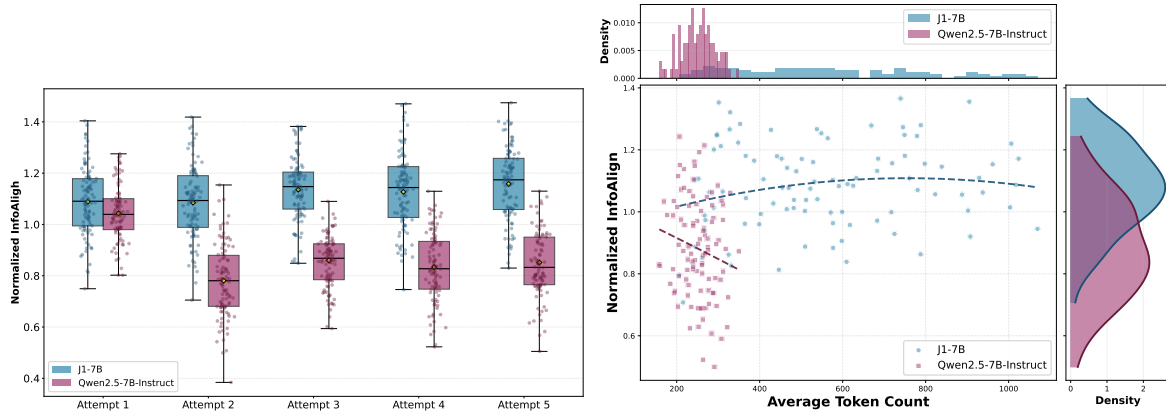 Normalized InfoAligh
1.4
1.2
1.0
0.8
0.6
0.4
J1-7B
Qwen2.5-7B-Instruct
Attempt 1
Attempt 2
Attempt 3
Attempt 4
Attempt 5
Density
0.010
0.005
0.000
J1-7B
Qwen2.5-7B-Instruct
Normalized InfoAlign
1.4
1.2
1.0
0.8
0.6
J1-7B
Qwen2.5-7B-Instruct
200
400
600
800
1000
Average Token Count
0
1
2
Density